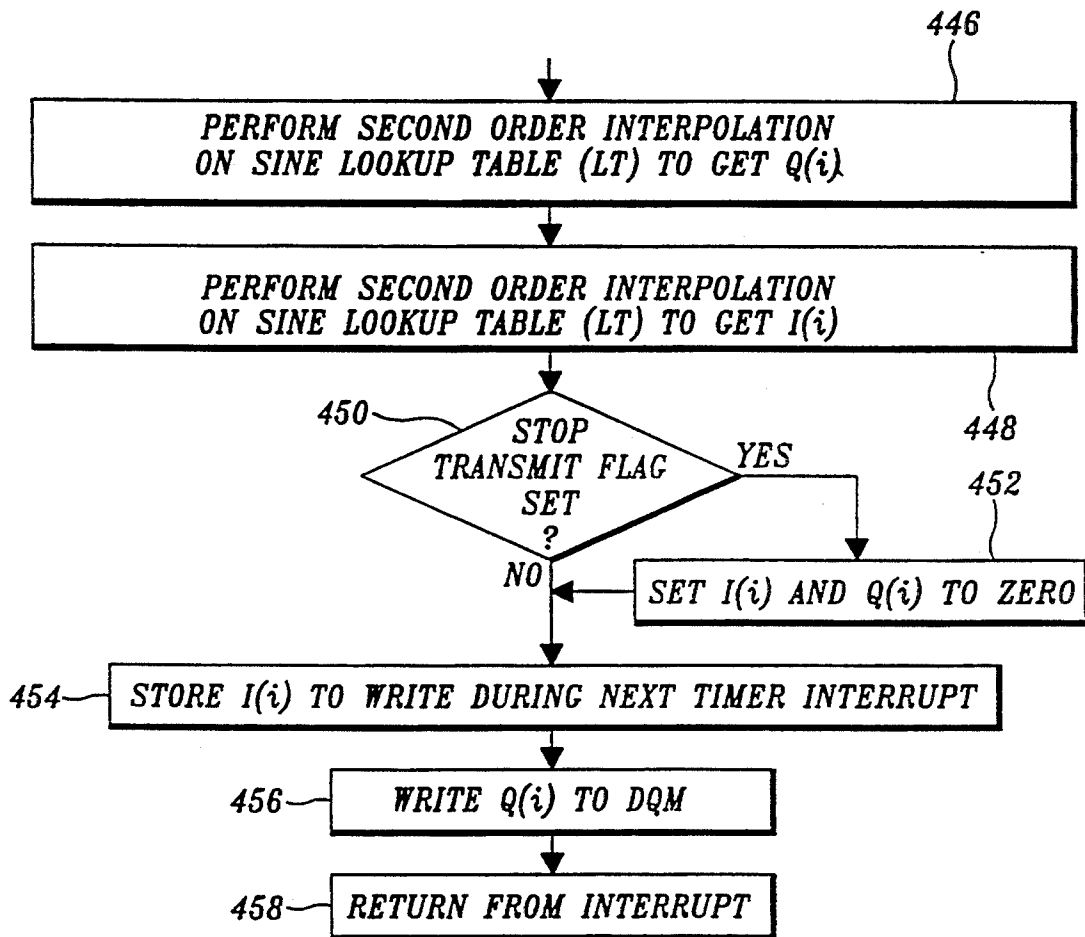 446
PERFORM SECOND ORDER INTERPOLATION
ON SINE LOOKUP TABLE (LT) TO GET Q(i).
PERFORM SECOND ORDER INTERPOLATION
ON SINE LOOKUP TABLE (LT) TO GET I(i)
448
450
STOP
TRANSMIT FLAG
SET
?
YES
NO
452
SET I(i) AND Q(i) TO ZERO
454
STORE I(i) TO WRITE DURING NEXT TIMER INTERRUPT
456
WRITE Q(i) TO DQM
458
RETURN FROM INTERRUPT